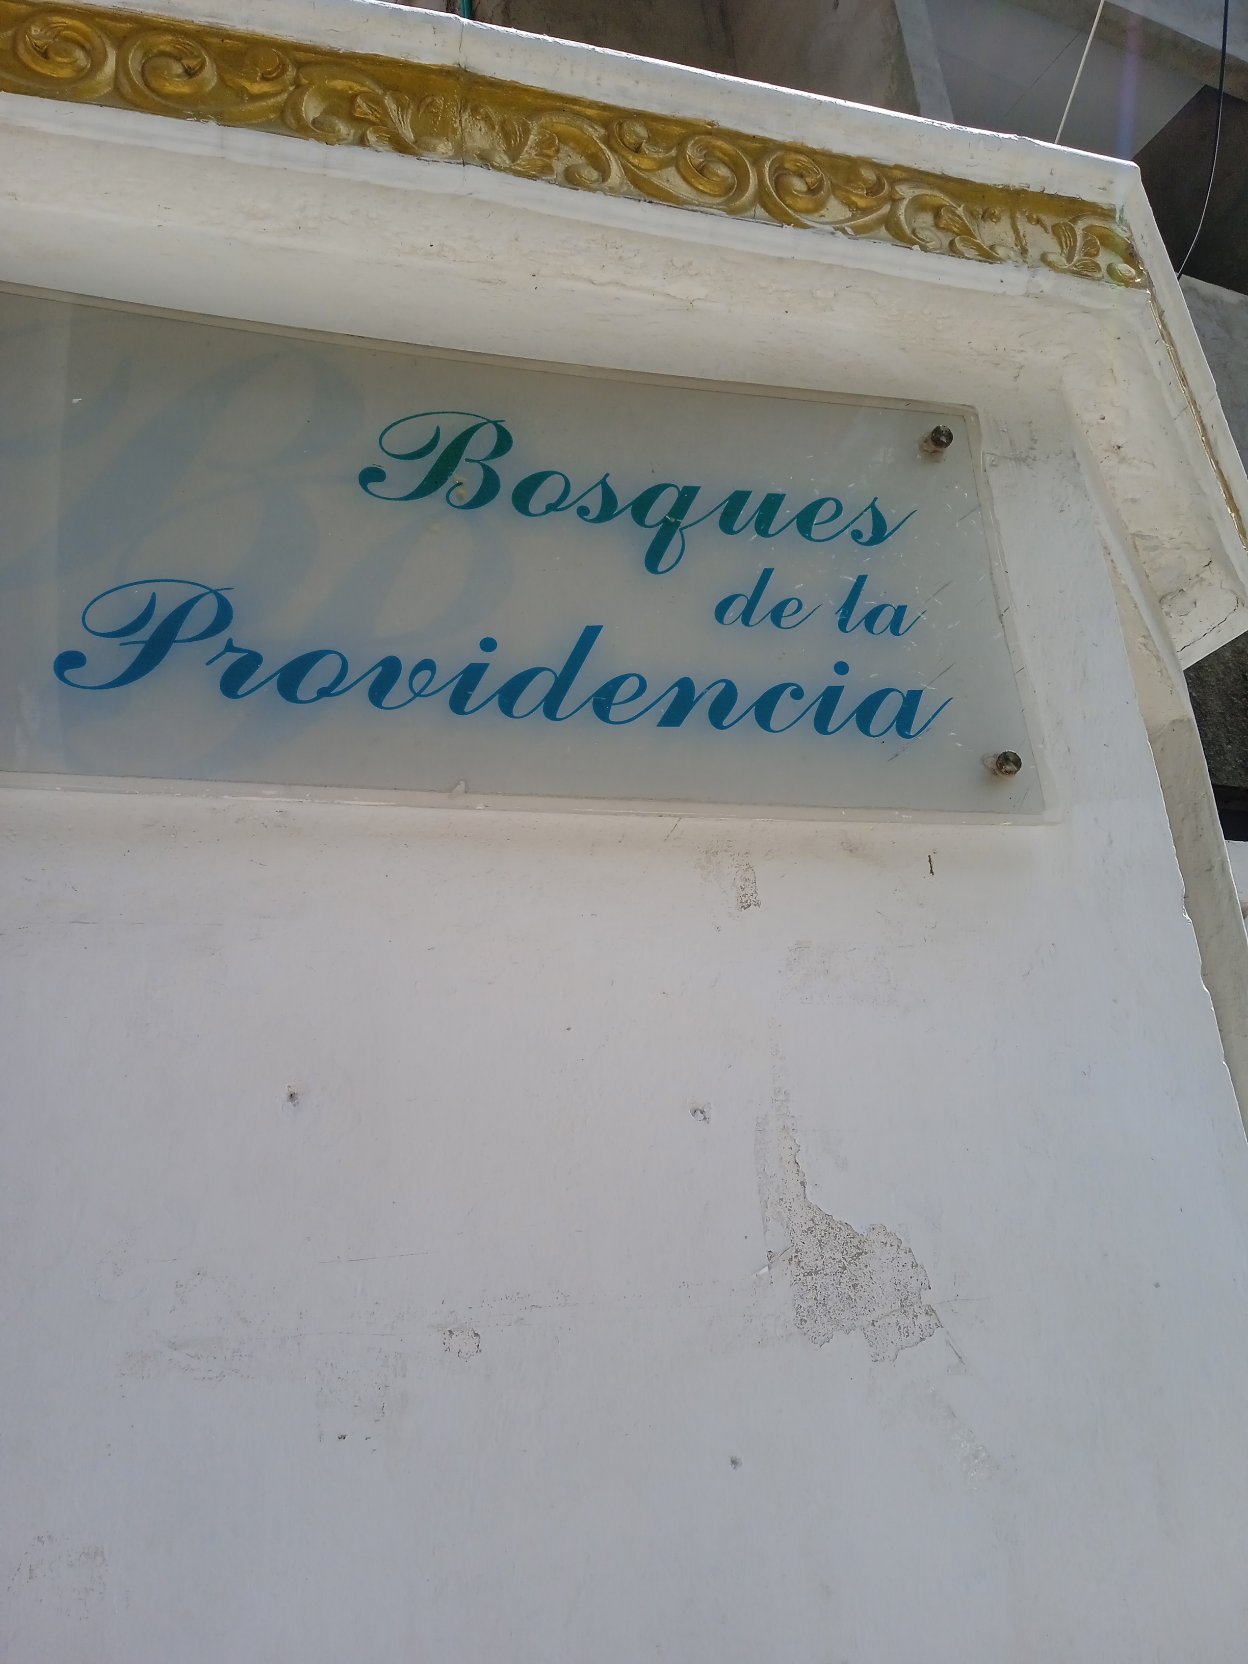 Bosques
de la
Providencia